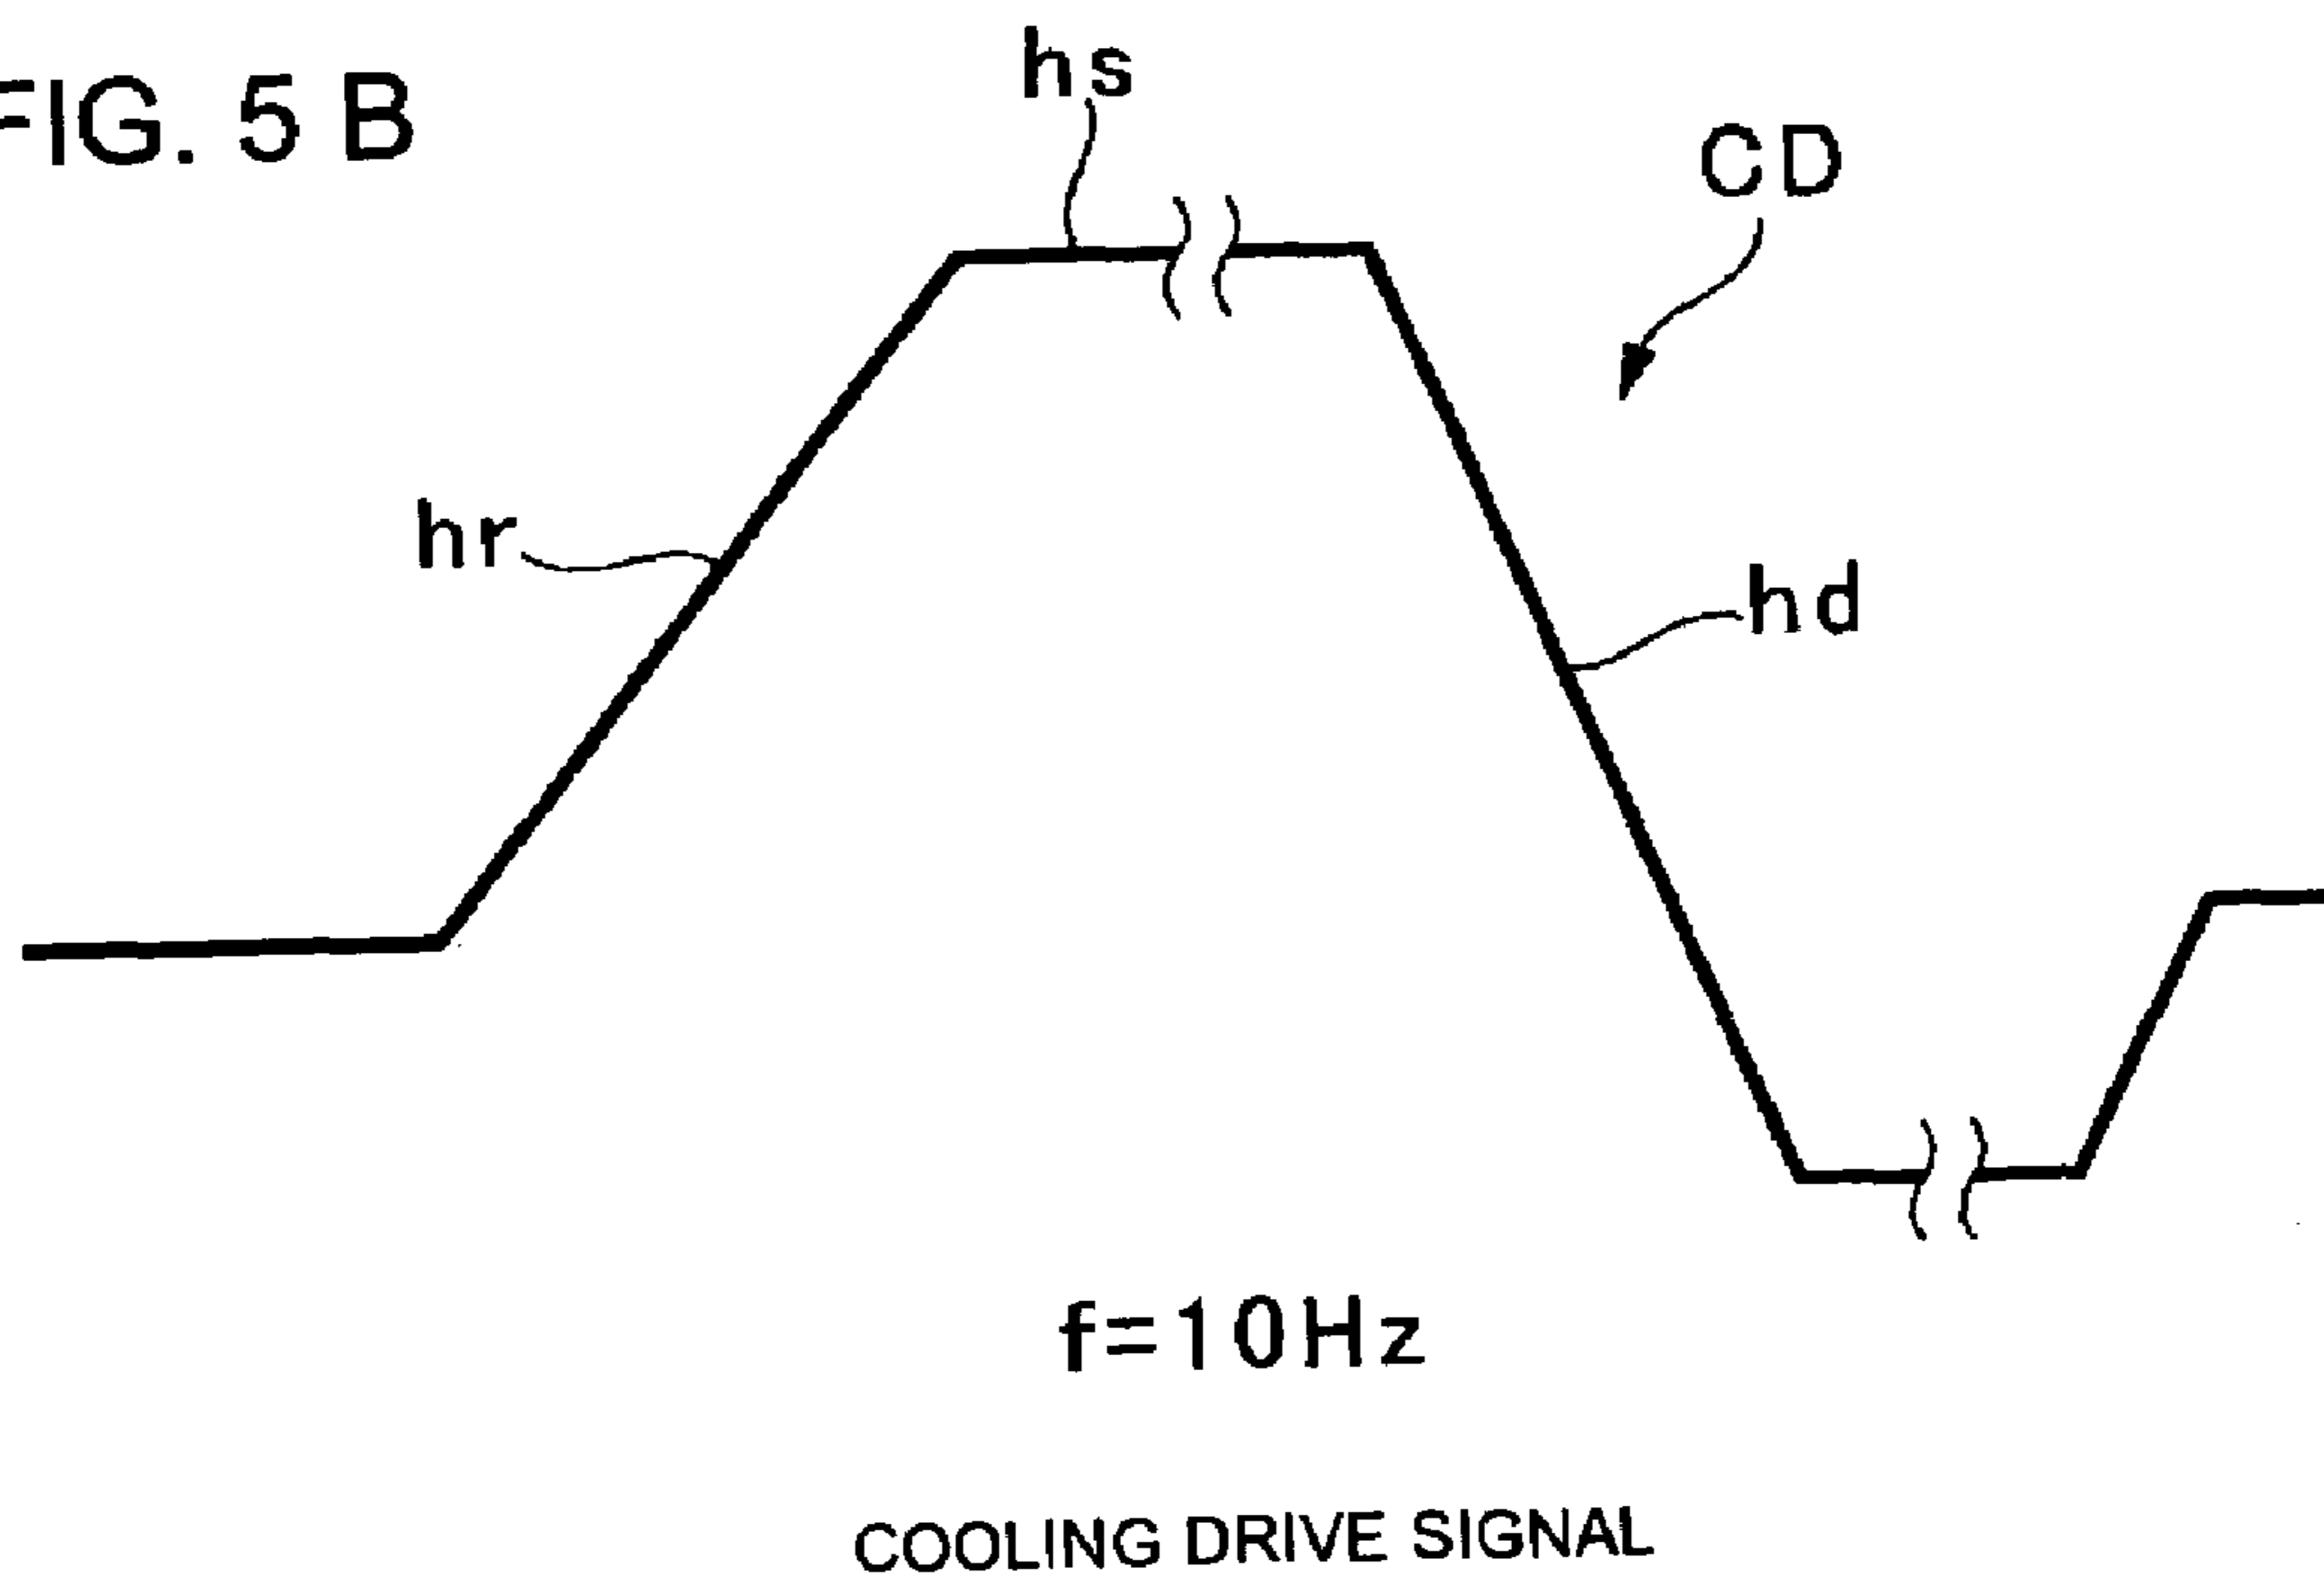 FIG. 5 B
hs
CD
hr
hd
f=10Hz
COOLING DRIVE SIGNAL